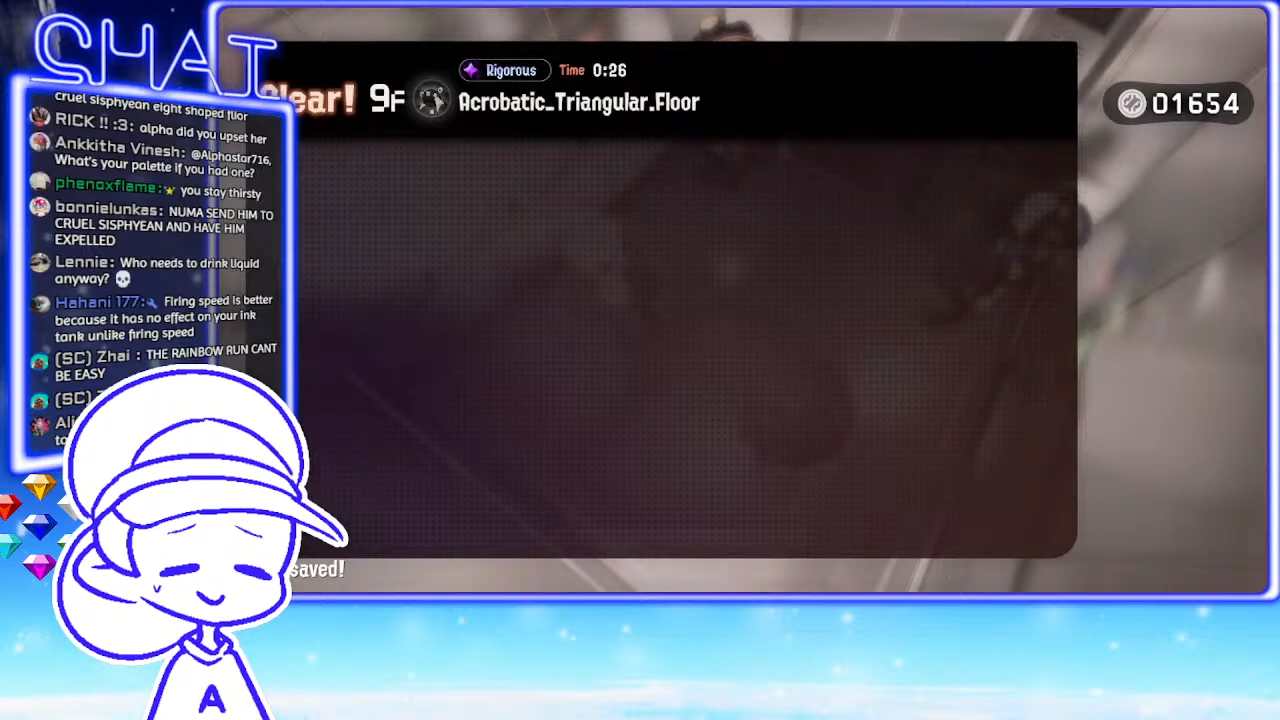 CHAT
cruel sisphyean eight shaped fllor
RICK !! :3: alpha did you upset her
Ankkitha Vinesh: @Alphastar716,
What's your palette if you had one?
phenoxflame: you stay thirsty
bonnielunkas: NUMA SEND HIM TO
CRUEL SISPHYEAN AND HAVE HIM
EXPELLED
Lennie: Who needs to drink liquid
anyway?
Hahani 177: Firing speed is better
because it has no effect on your ink
tank unlike firing speed
(SC) Zhai : THE RAINBOW RUN CANT
BE EASY
(SC)
Rigorous Time 0:26
Clear! 9F Acrobatic_Triangular.Floor
01654
saved!
A